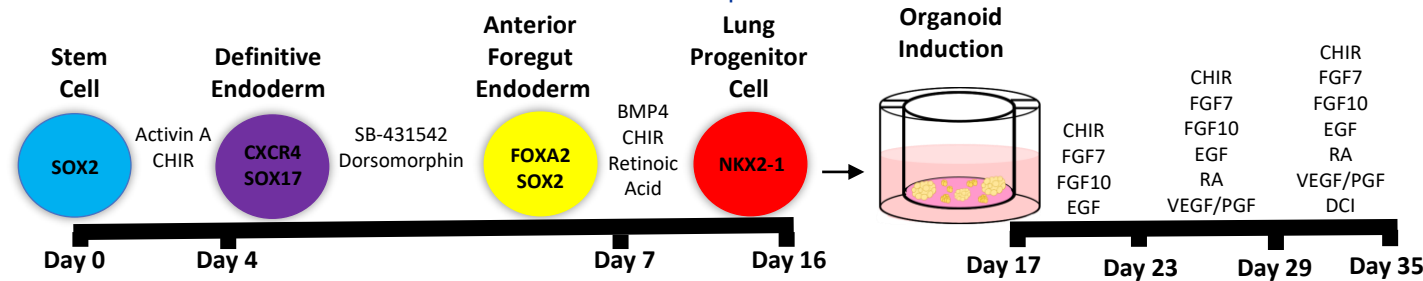 Stem
Cell
Definitive
Endoderm
Anterior
Foregut
Endoderm
Lung
Progenitor
Cell
Organoid
Induction
SOX2
Activin A
CHIR
CXCR4
SOX17
SB-431542
Dorsomorphin
FOXA2
SOX2
BMP4
CHIR
Retinoic
Acid
NKX2-1
CHIR
FGF7
FGF10
EGF
CHIR
FGF7
FGF10
EGF
RA
VEGF/PGF
CHIR
FGF7
FGF10
EGF
RA
VEGF/PGF
DCI
Day 0
Day 4
Day 7
Day 16
Day 17
Day 23
Day 29
Day 35